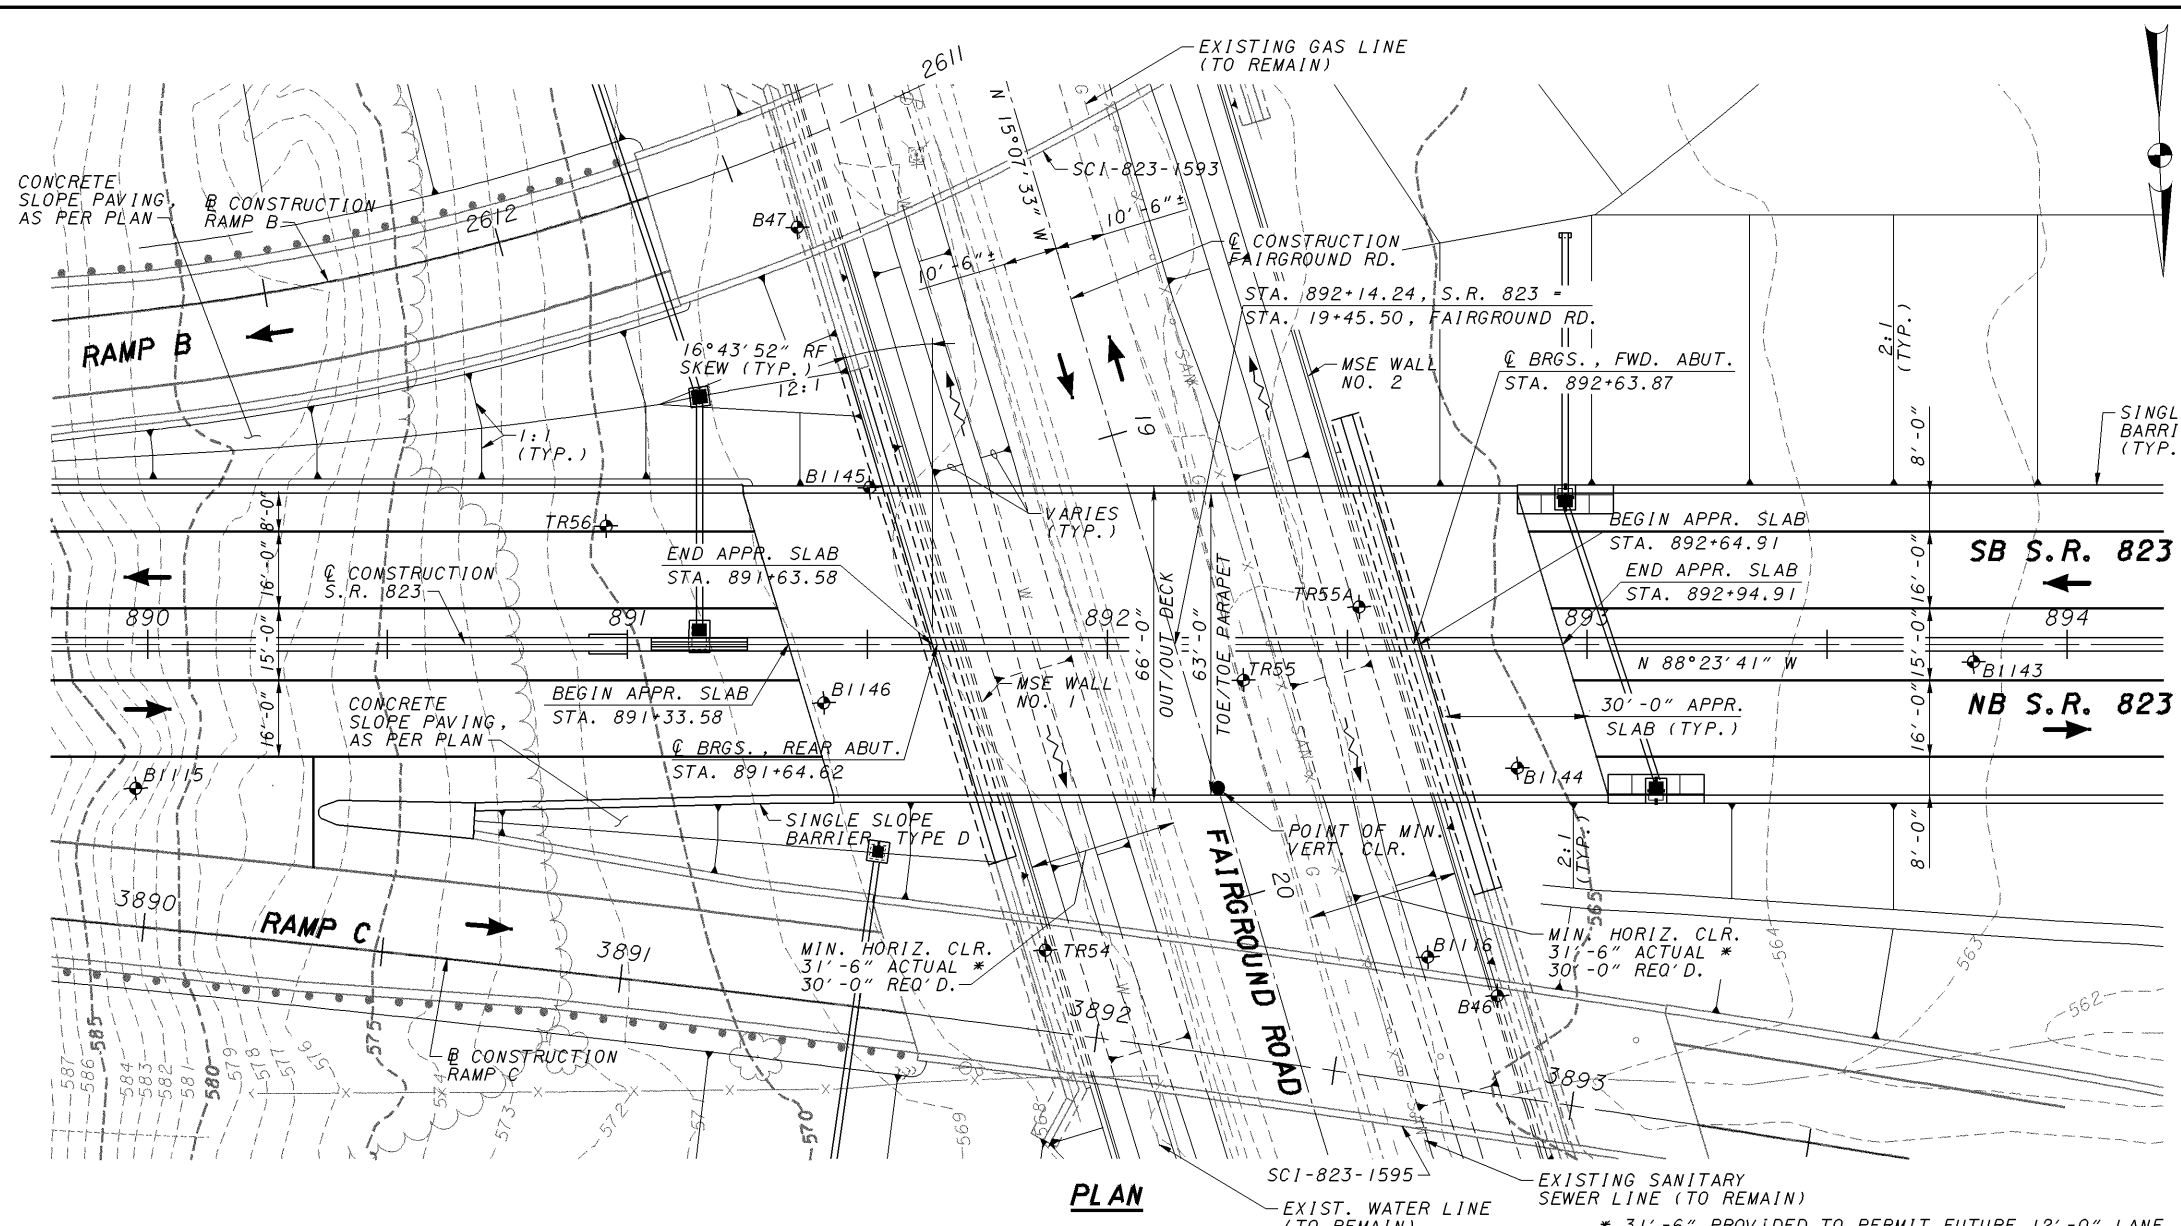 2611
EXISTING GAS LINE
(TO REMAIN)
G
N 15°07'33" W
SCI-823-1593
10'-6"±
10'-6"±
CONCRETE
SLOPE PAVING,
AS PER PLAN
℄ CONSTRUCTION
RAMP B
2612
B47
℄ CONSTRUCTION
FAIRGROUND RD.
STA. 892+14.24, S.R. 823 =
STA. 19+45.50, FAIRGROUND RD.
RAMP B
16°43'52" RF
SKEW (TYP.)
12:1
MSE WALL
NO. 2
℄ BRGS., FWD. ABUT.
STA. 892+63.87
2:1
(TYP.)
SAN
19
1:1
(TYP.)
8'-0"
SINGL
BARRI
(TYP.
B1145
TR56
8'-0"
VARIES
(TYP.)
G
BEGIN APPR. SLAB
STA. 892+64.91
END APPR. SLAB
STA. 891+63.58
SB S.R. 823
℄ CONSTRUCTION
S.R. 823
16'-0"
OUT/OUT DECK
66'-0"
TOE/TOE PARAPET
63'-0"
TR55A
END APPR. SLAB
STA. 892+94.91
16'-0"
W
890
891
892
893
894
15'-0"
15'-0"
N 88°23'41" W
B1143
TR55
MSE WALL
NO. 1
BEGIN APPR. SLAB
STA. 891+33.58
B1146
CONCRETE
SLOPE PAVING,
AS PER PLAN
16'-0"
30'-0" APPR.
SLAB (TYP.)
16'-0"
NB S.R. 823
℄ BRGS., REAR ABUT.
STA. 891+64.62
SAN
B1115
B1144
SINGLE SLOPE
BARRIER, TYPE D
POINT OF MIN.
VERT. CLR.
2:1
(TYP.)
8'-0"
FAIRGROUND ROAD
G
20
565
3890
RAMP C
3891
MIN. HORIZ. CLR.
31'-6" ACTUAL *
30'-0" REQ'D.
TR54
B1116
MIN. HORIZ. CLR.
31'-6" ACTUAL *
30'-0" REQ'D.
564
563
562
B46
W
3892
3893
℄ CONSTRUCTION
RAMP C
587
586
585
584
583
582
581
580
579
578
577
576
575
574
573
572
57
570
569
568
SCI-823-1595
EXISTING SANITARY
SEWER LINE (TO REMAIN)
PLAN
EXIST. WATER LINE
(TO REMAIN)
* 31'-6" PROVIDED TO PERMIT FUTURE 12'-0" LANE